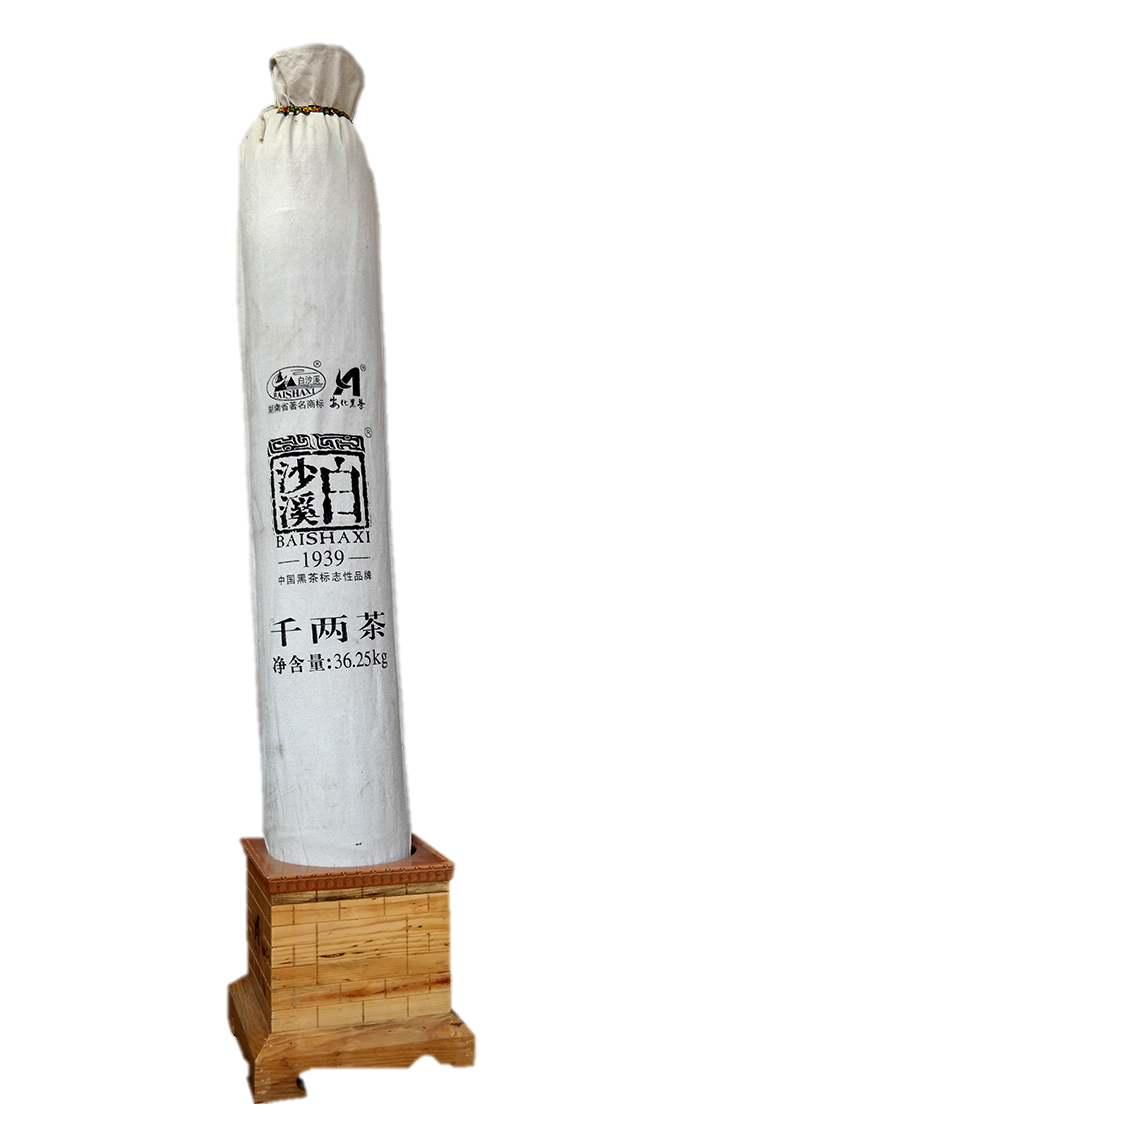 白沙溪
BAISHAXI
湖南省著名商标
安化黑茶
白沙溪
BAISHAXI
—1939—
中国黑茶标志性品牌
千两茶
净含量:36.25kg